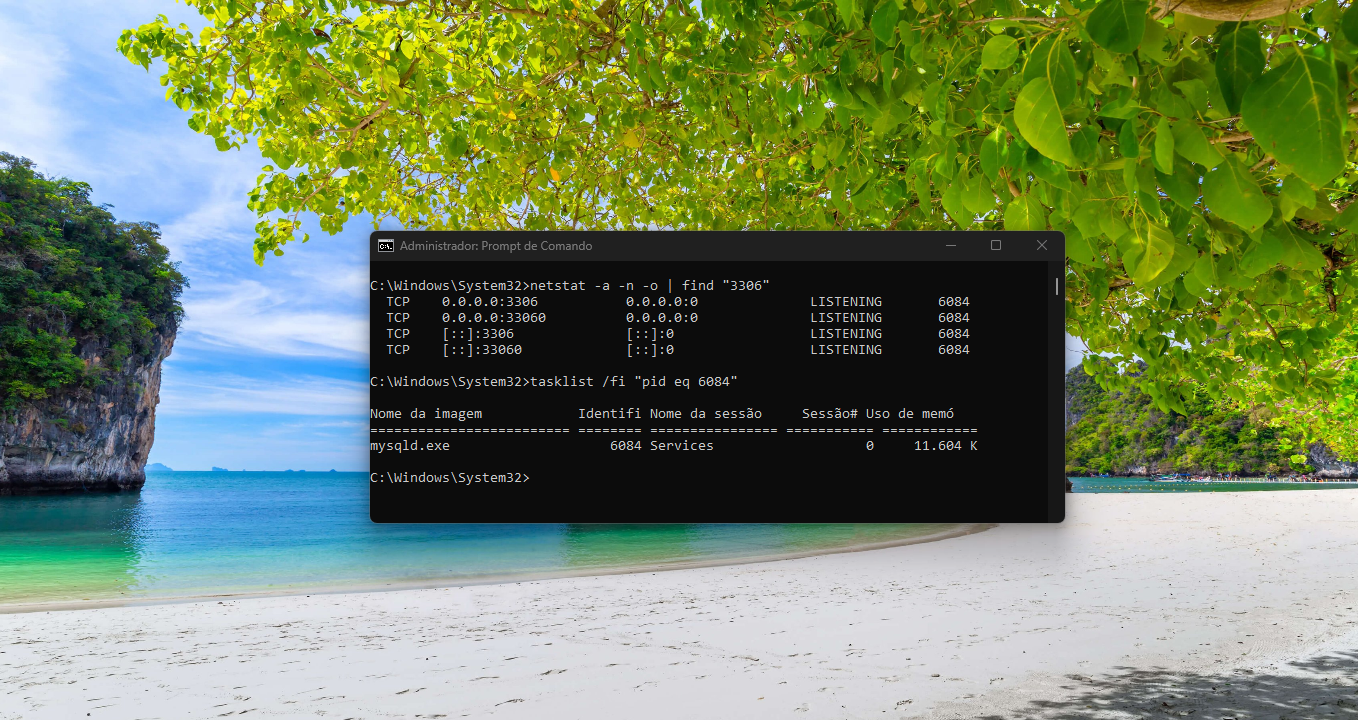 Administrador: Prompt de Comando
C:\Windows\System32>netstat -a -n -o | find "3306"
  TCP    0.0.0.0:3306           0.0.0.0:0              LISTENING       6084
  TCP    0.0.0.0:33060          0.0.0.0:0              LISTENING       6084
  TCP    [::]:3306              [::]:0                 LISTENING       6084
  TCP    [::]:33060             [::]:0                 LISTENING       6084
C:\Windows\System32>tasklist /fi "pid eq 6084"
Nome da imagem            Identifi Nome da sessão     Sessão# Uso de memó
========================= ======== ================ =========== ============
mysqld.exe                    6084 Services                   0     11.604 K
C:\Windows\System32>